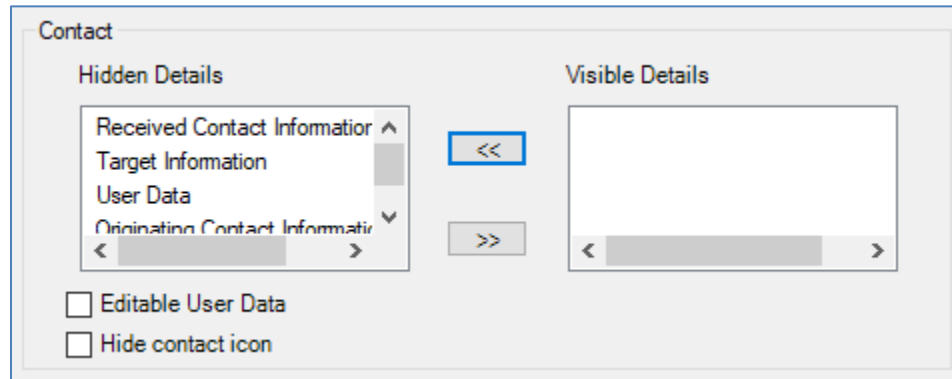 Contact
Hidden Details
Visible Details
Received Contact Information
Target Information
User Data
Originating Contact Informatic
<<
>>
Editable User Data
Hide contact icon